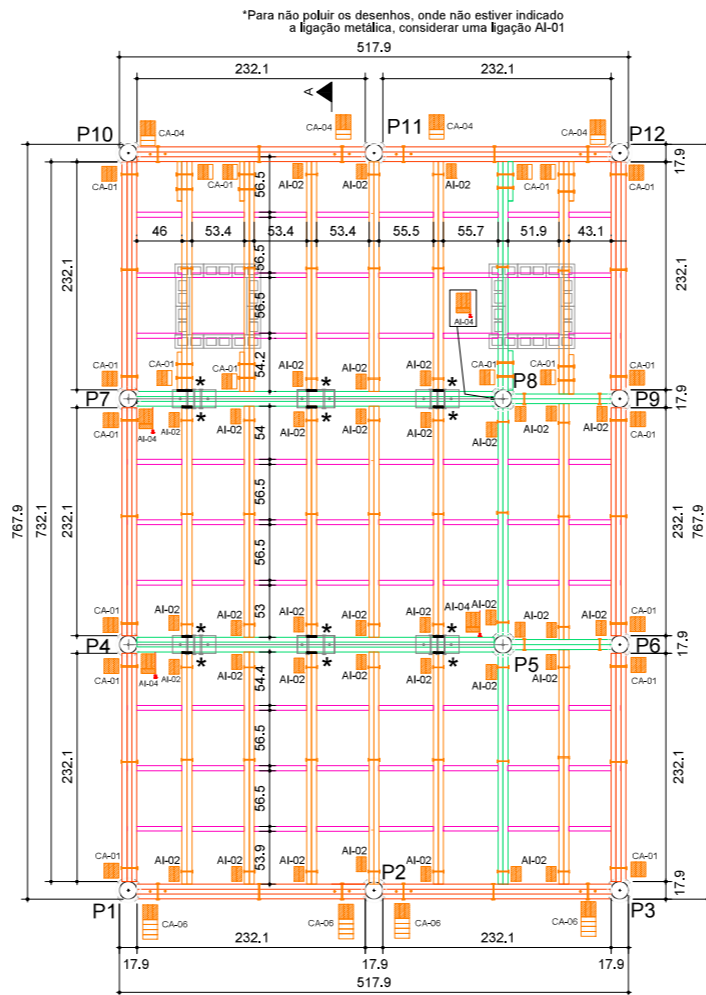 *Para não poluir os desenhos, onde não estiver indicado
a ligação metálica, considerar uma ligação AI-01
517.9
232.1 232.1
A
P10 CA-04 CA-04 P11 CA-04 CA-04 P12
17.9
CA-01 CA-01 AI-02 AI-02 AI-02 CA-01 CA-01
56.5
46 53.4 53.4 53.4 55.5 55.7 51.9 43.1
232.1 56.5 232.1
56.5
AI-04
54.2
CA-01 CA-01 CA-01 AI-02 AI-02 AI-02 CA-01 CA-01 CA-01
* * *
P7 P8 P9 17.9
* * *
CA-01 AI-04 AI-02 AI-02 AI-02 AI-02 AI-02 AI-02 AI-02 AI-02 CA-01
54
56.5
767.9 732.1 232.1 232.1 767.9
56.5
53
CA-01 AI-02 AI-02 AI-02 AI-02 AI-04 AI-02 AI-02 AI-02 CA-01
* * *
P4 P5 P6 17.9
* * *
CA-01 AI-04 AI-02 AI-02 AI-02 AI-02 AI-02 AI-02 AI-02 CA-01
54.4
56.5
232.1 232.1
56.5
53.9
CA-01 AI-02 AI-02 AI-02 AI-02 AI-02 AI-02 CA-01
P2 17.9
P1 P3
CA-06 CA-06 CA-06 CA-06
232.1 232.1
17.9 17.9 17.9
517.9